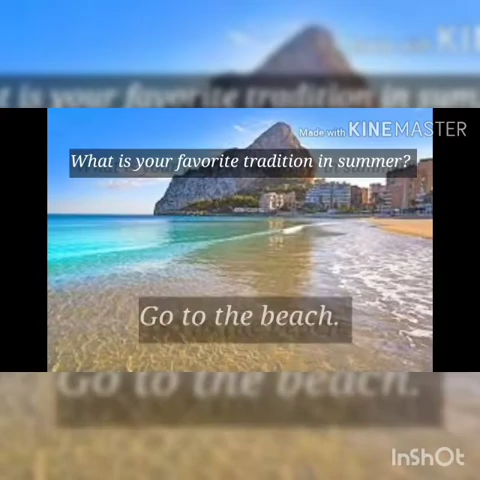 Made with KINEMASTER
What is your favorite tradition in summer?
Go to the beach.
InShOt